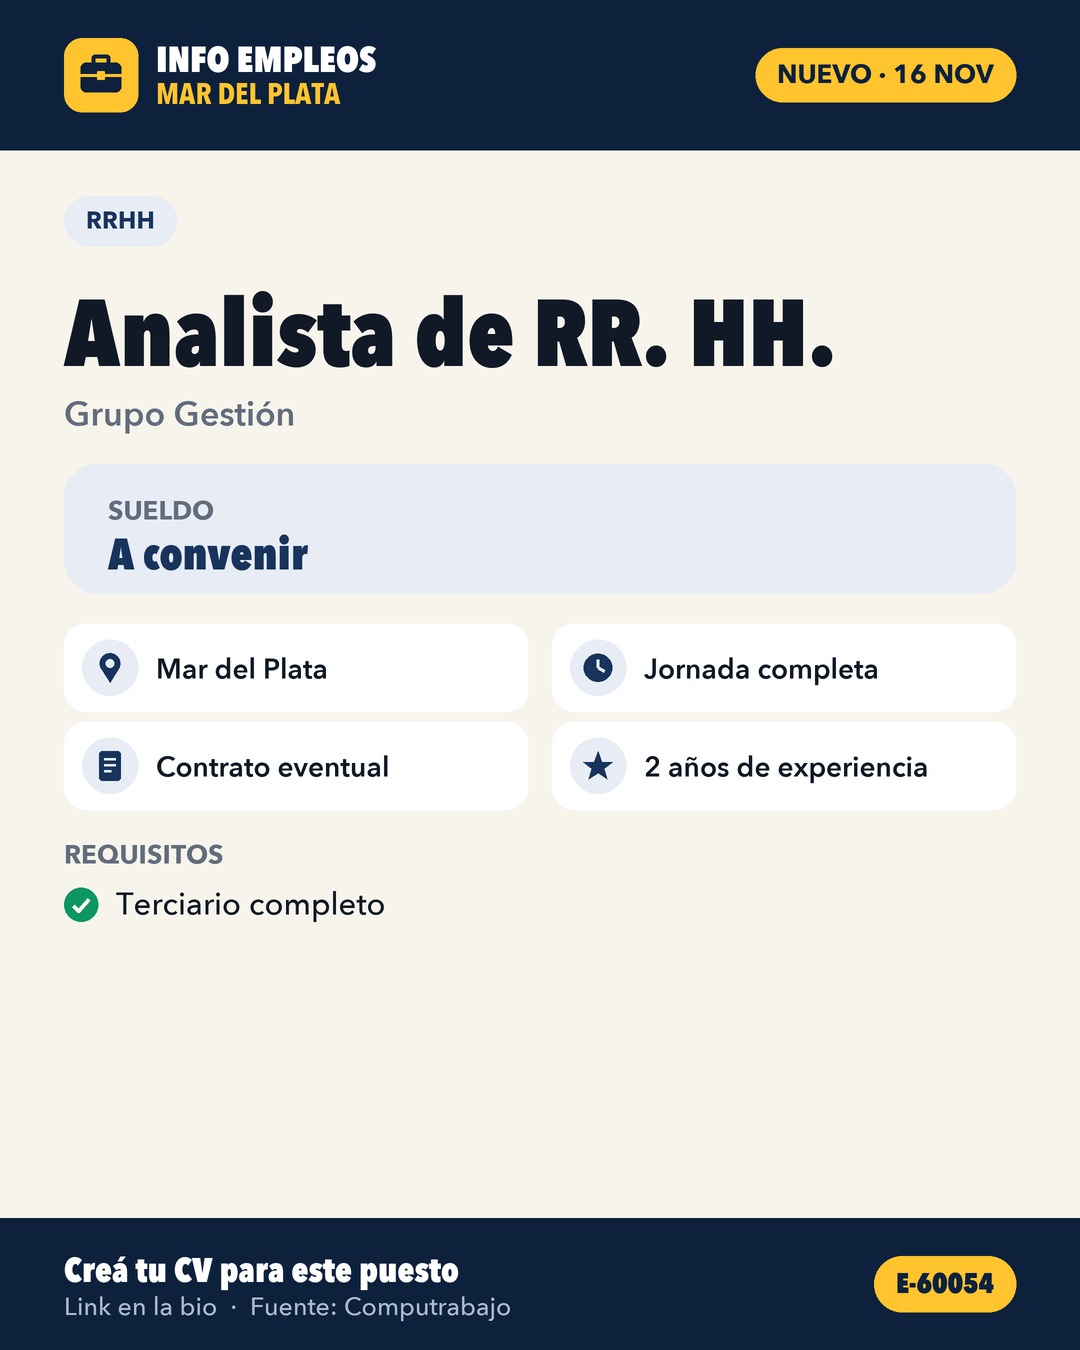 INFO EMPLEOS
MAR DEL PLATA
NUEVO · 16 NOV
RRHH
Analista de RR. HH.
Grupo Gestión
SUELDO
A convenir
Mar del Plata
Jornada completa
Contrato eventual
2 años de experiencia
REQUISITOS
Terciario completo
Creá tu CV para este puesto
Link en la bio · Fuente: Computrabajo
E-60054